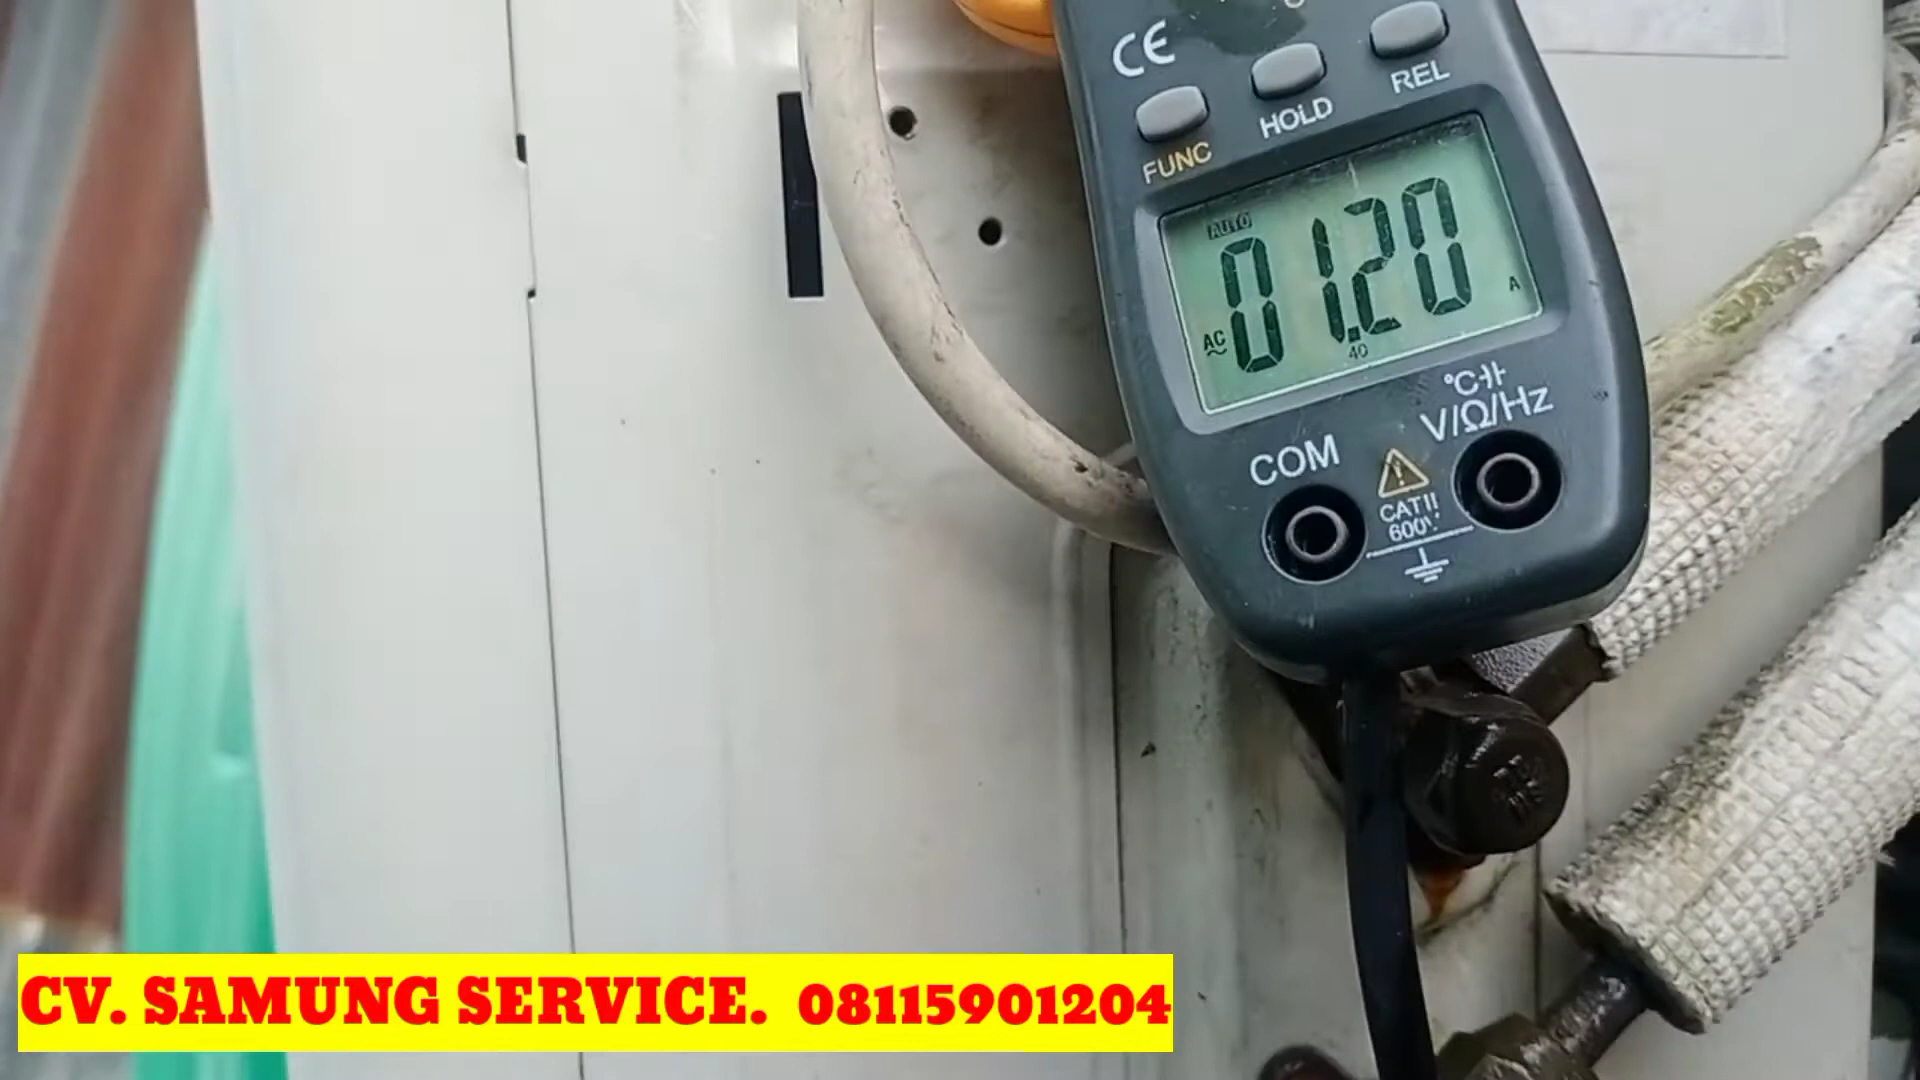 CE
FUNC
HOLD
REL
AUTO
AC
01.20
A
40
°C
V/Ω/Hz
COM
CAT II
600V
CV. SAMUNG SERVICE. 08115901204